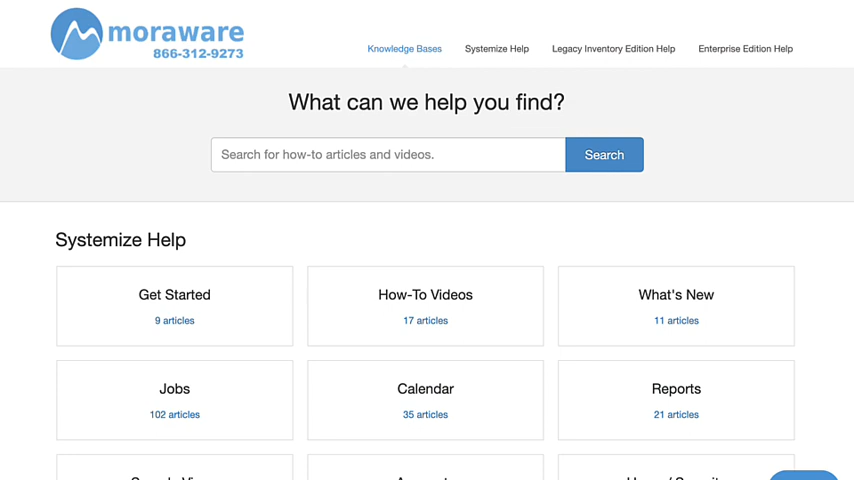 moraware
866-312-9273
Knowledge Bases
Systemize Help
Legacy Inventory Edition Help
Enterprise Edition Help
What can we help you find?
Search for how-to articles and videos.
Search
Systemize Help
Get Started
How-To Videos
What's New
9 articles
17 articles
11 articles
Jobs
Calendar
Reports
102 articles
35 articles
21 articles